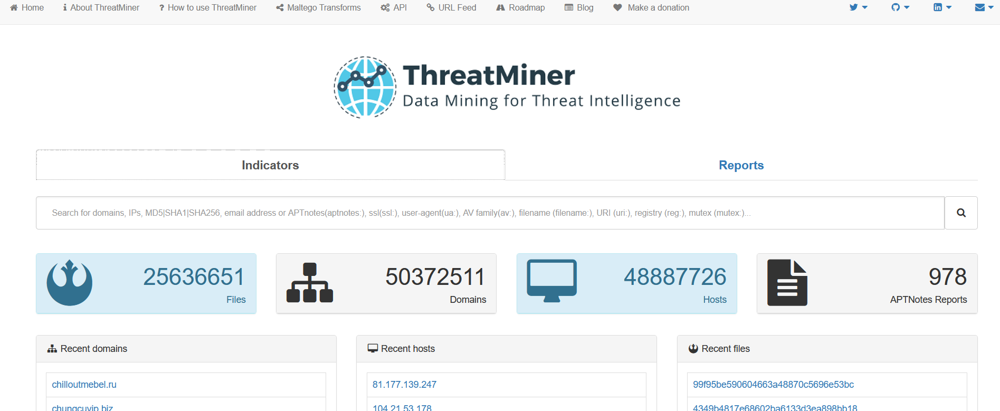 Home About ThreatMiner ? How to use ThreatMiner Maltego Transforms API URL Feed Roadmap Blog Make a donation
ThreatMiner
Data Mining for Threat Intelligence
Indicators Reports
Search for domains, IPs, MD5|SHA1|SHA256, email address or APTnotes(aptnotes:), ssl(ssl:), user-agent(ua:), AV family(av:), filename (filename:), URI (uri:), registry (reg:), mutex (mutex:)...
25636651
Files
50372511
Domains
48887726
Hosts
978
APTNotes Reports
Recent domains
chilloutmebel.ru
chungcuvip.biz
Recent hosts
81.177.139.247
104.21.53.178
Recent files
99f95be590604663a48870c5696e53bc
4349b4817e68602ba6133d3ea898bb18